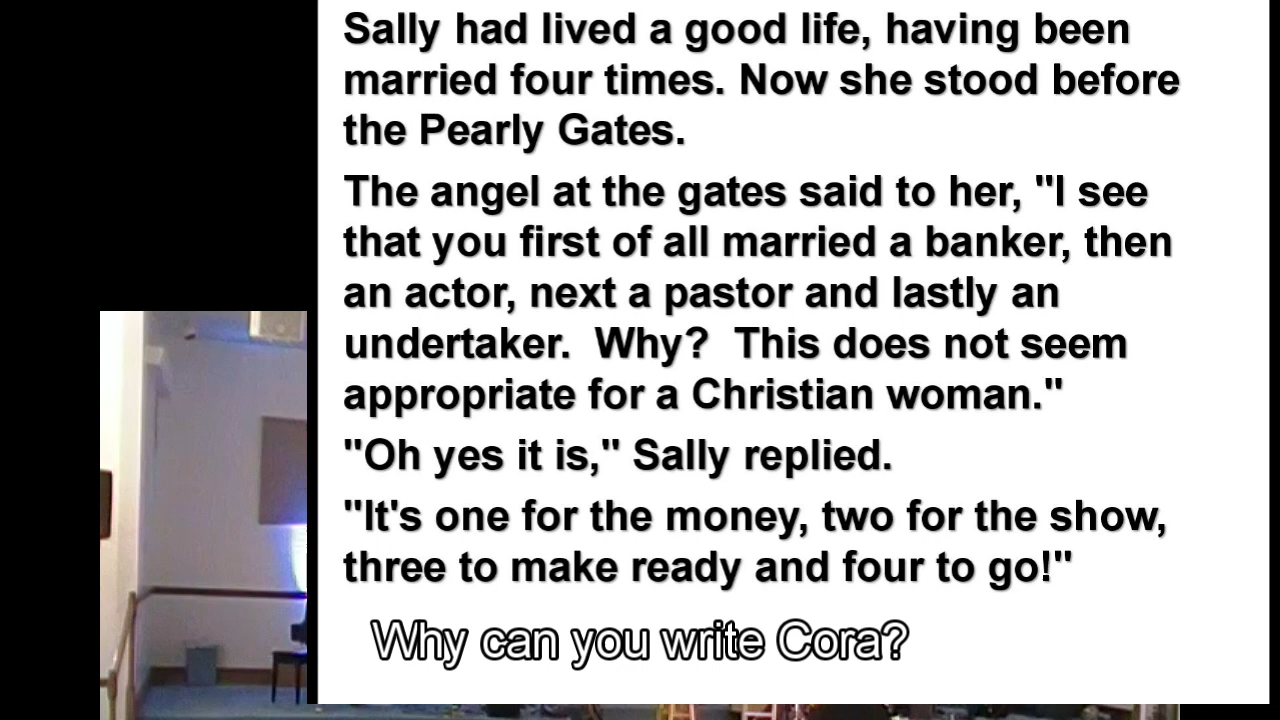 Sally had lived a good life, having been
married four times. Now she stood before
the Pearly Gates.
The angel at the gates said to her, "I see
that you first of all married a banker, then
an actor, next a pastor and lastly an
undertaker.  Why?  This does not seem
appropriate for a Christian woman."
"Oh yes it is," Sally replied.
"It's one for the money, two for the show,
three to make ready and four to go!"
Why can you write Cora?